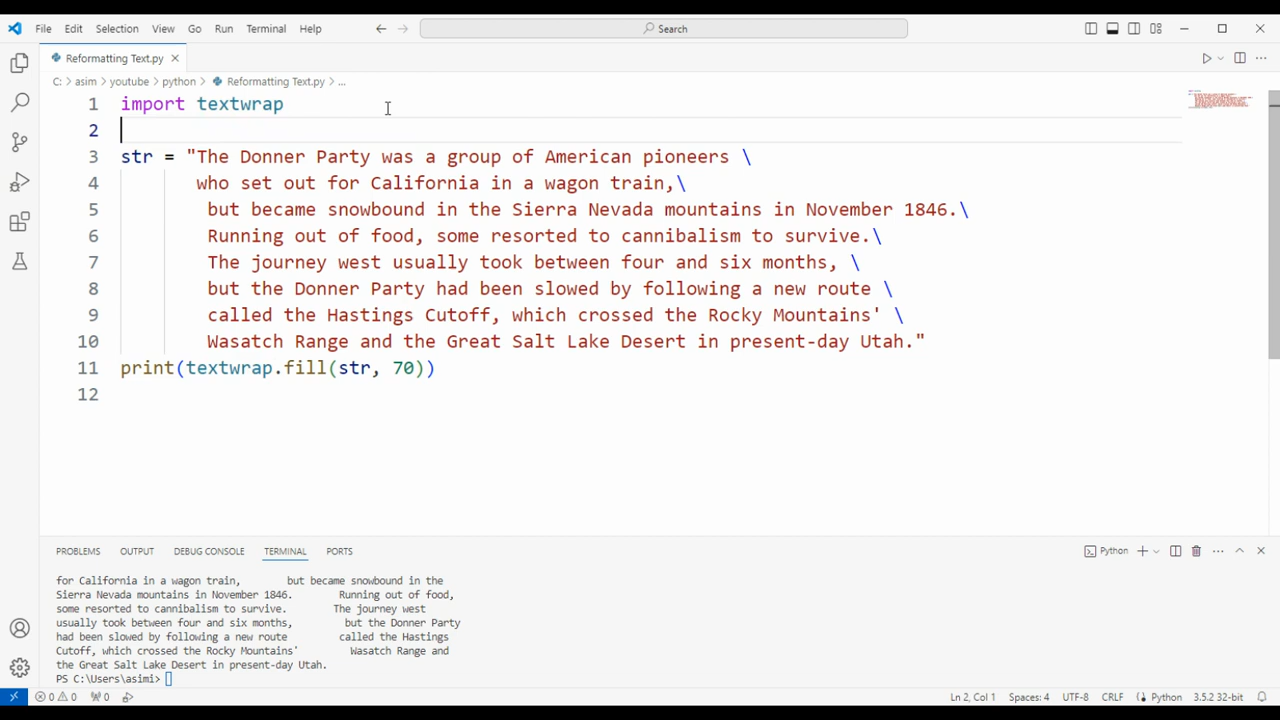 File Edit Selection View Go Run Terminal Help Search
Reformatting Text.py
C: > asim > youtube > python > Reformatting Text.py > ...
1 import textwrap
2
3 str = "The Donner Party was a group of American pioneers \
4 who set out for California in a wagon train,\
5 but became snowbound in the Sierra Nevada mountains in November 1846.\
6 Running out of food, some resorted to cannibalism to survive.\
7 The journey west usually took between four and six months, \
8 but the Donner Party had been slowed by following a new route \
9 called the Hastings Cutoff, which crossed the Rocky Mountains' \
10 Wasatch Range and the Great Salt Lake Desert in present-day Utah."
11 print(textwrap.fill(str, 70))
12
PROBLEMS OUTPUT DEBUG CONSOLE TERMINAL PORTS Python
for California in a wagon train,        but became snowbound in the
Sierra Nevada mountains in November 1846.        Running out of food,
some resorted to cannibalism to survive.        The journey west
usually took between four and six months,         but the Donner Party
had been slowed by following a new route         called the Hastings
Cutoff, which crossed the Rocky Mountains'         Wasatch Range and
the Great Salt Lake Desert in present-day Utah.
PS C:\Users\asimi>
0 0 0 Ln 2, Col 1 Spaces: 4 UTF-8 CRLF Python 3.5.2 32-bit